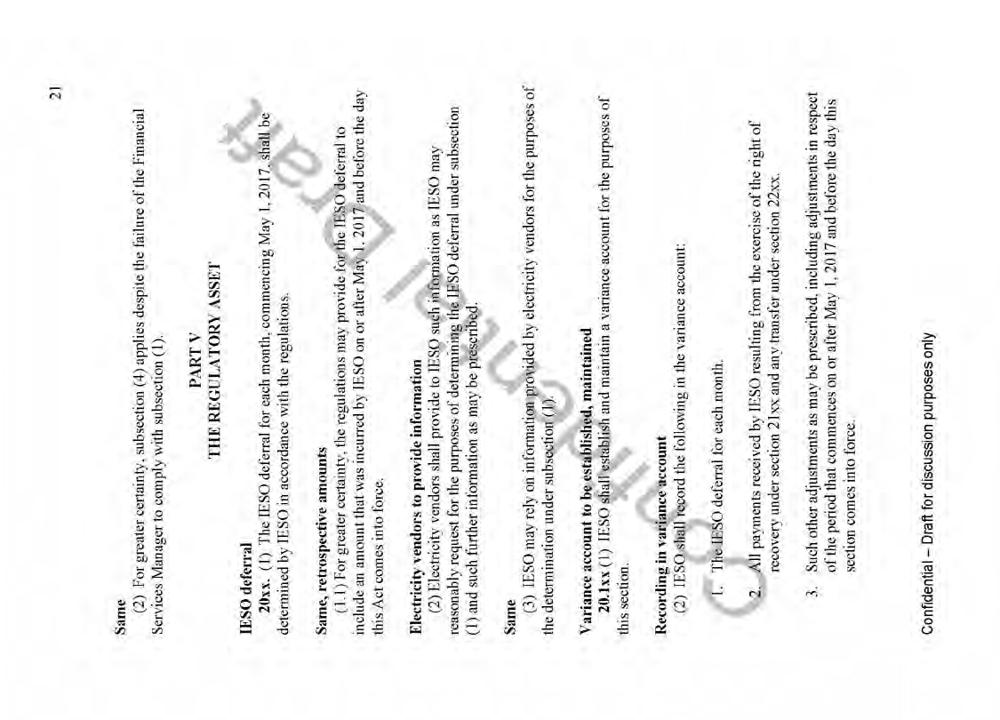 21
Same
(2) For greater certainty, subsection (4) applies despite the failure of the Financial
Services Manager to comply with subsection (1).
PART V
THE REGULATORY ASSET
IESO deferral
20xx. (1) The IESO deferral for each month, commencing May 1, 2017, shall be
determined by IESO in accordance with the regulations.
Same, retrospective amounts
(1.1) For greater certainty, the regulations may provide for the IESO deferral to
include an amount that was incurred by IESO on or after May 1, 2017 and before the day
this Act comes into force.
Electricity vendors to provide information
(2) Electricity vendors shall provide to IESO such information as IESO may
reasonably request for the purposes of determining the IESO deferral under subsection
(1) and such further information as may be prescribed.
Same
(3) IESO may rely on information provided by electricity vendors for the purposes of
the determination under subsection (1).
Variance account to be established, maintained
20.1xx (1) IESO shall establish and maintain a variance account for the purposes of
this section.
Recording in variance account
(2) IESO shall record the following in the variance account:
1. The IESO deferral for each month.
2. All payments received by IESO resulting from the exercise of the right of
recovery under section 21xx and any transfer under section 22xx.
3. Such other adjustments as may be prescribed, including adjustments in respect
of the period that commences on or after May 1, 2017 and before the day this
section comes into force.
Confidential Draft
Confidential – Draft for discussion purposes only